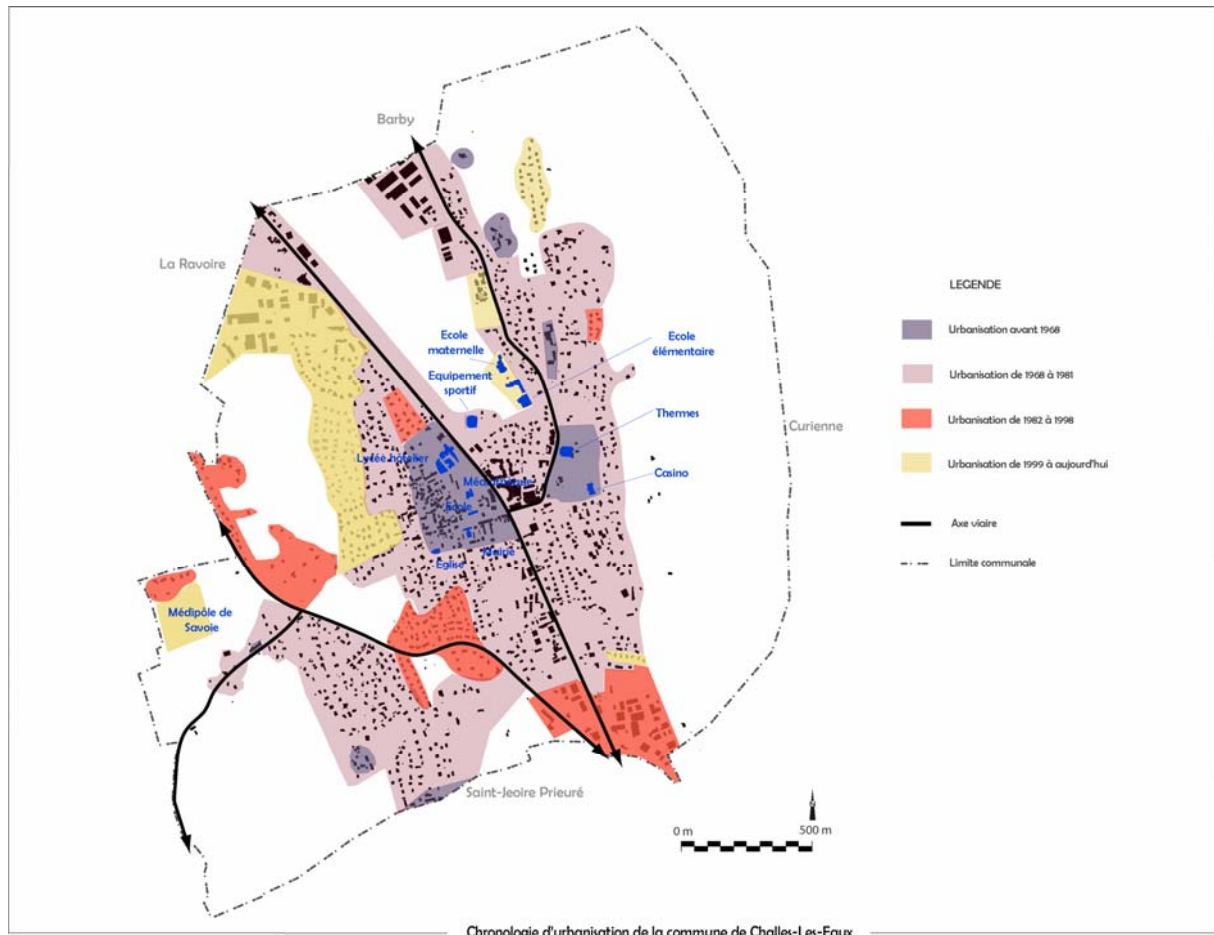 Barby
La Ravoire
Ecole
maternelle
Ecole
élémentaire
Equipement
sportif
Thermes
Curienne
Lycée hôtelier
Casino
Ecole
Mairie
Eglise
Médipôle de
Savoie
Saint-Jeoire Prieuré
0 m
500 m
LEGENDE
Urbanisation avant 1968
Urbanisation de 1968 à 1981
Urbanisation de 1982 à 1998
Urbanisation de 1999 à aujourd'hui
Axe viaire
Limite communale
Chronologie d'urbanisation de la commune de Challes-Les-Eaux